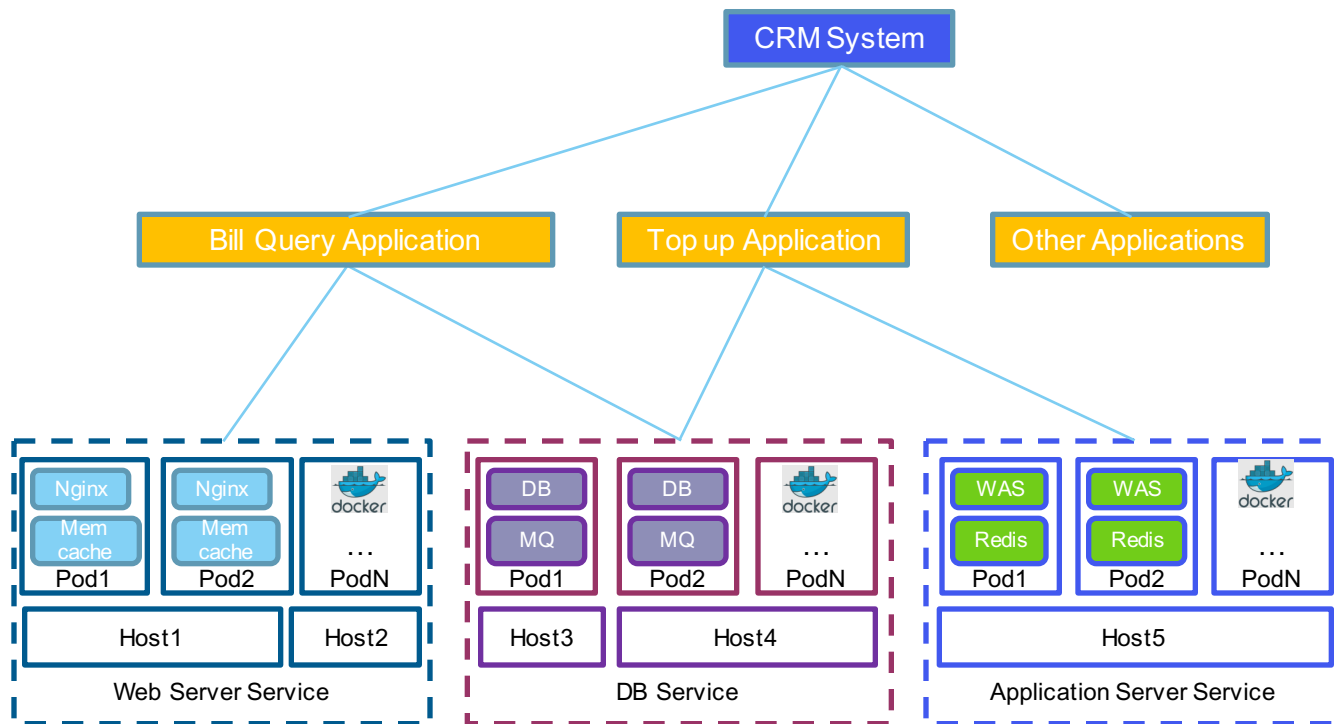 CRM System
Bill Query Application
Top up Application
Other Applications
Nginx
Mem
cache
Pod1
Nginx
Mem
cache
Pod2
docker
...
PodN
Host1
Host2
Web Server Service
DB
MQ
Pod1
DB
MQ
Pod2
docker
...
PodN
Host3
Host4
DB Service
WAS
Redis
Pod1
WAS
Redis
Pod2
docker
...
PodN
Host5
Application Server Service